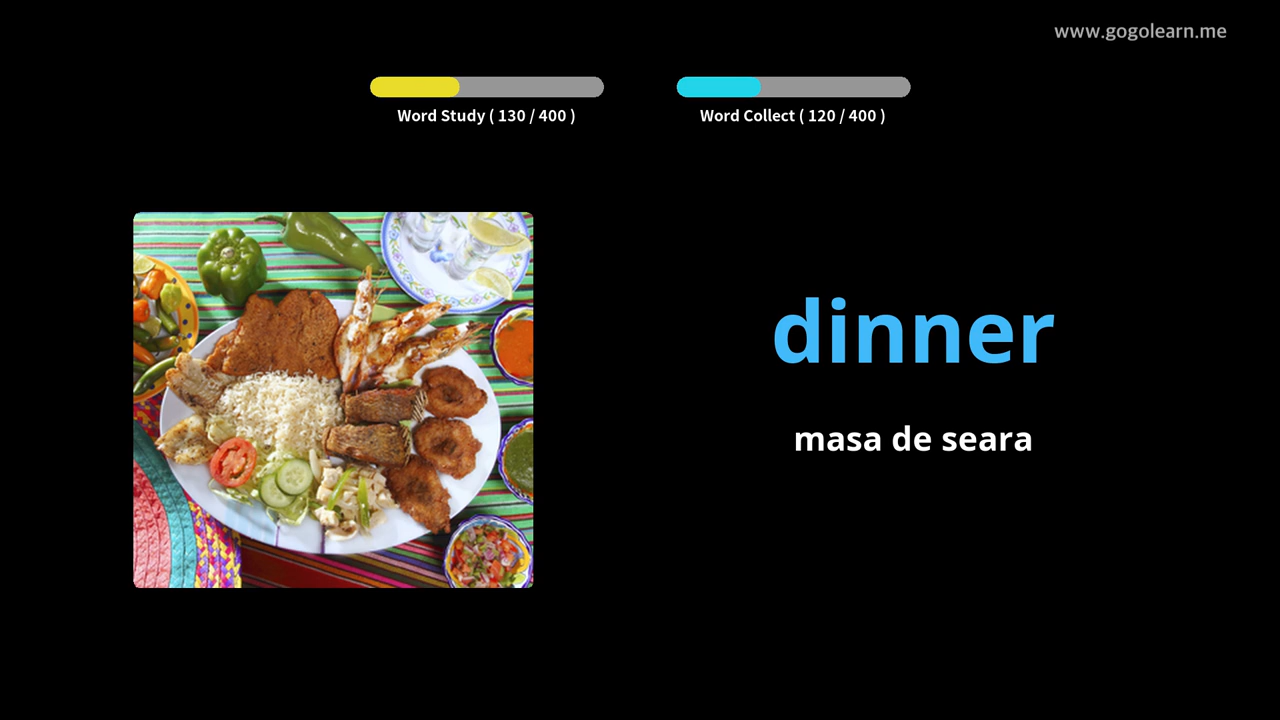 www.gogolearn.me
Word Study ( 130 / 400 )
Word Collect ( 120 / 400 )
dinner
masa de seara